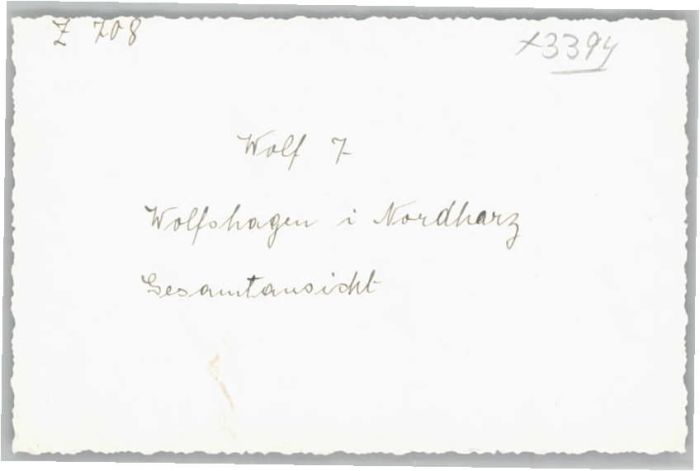 Z 708
x3394
Wolf 7
Wolfshagen i Nordharz
Gesamtansicht